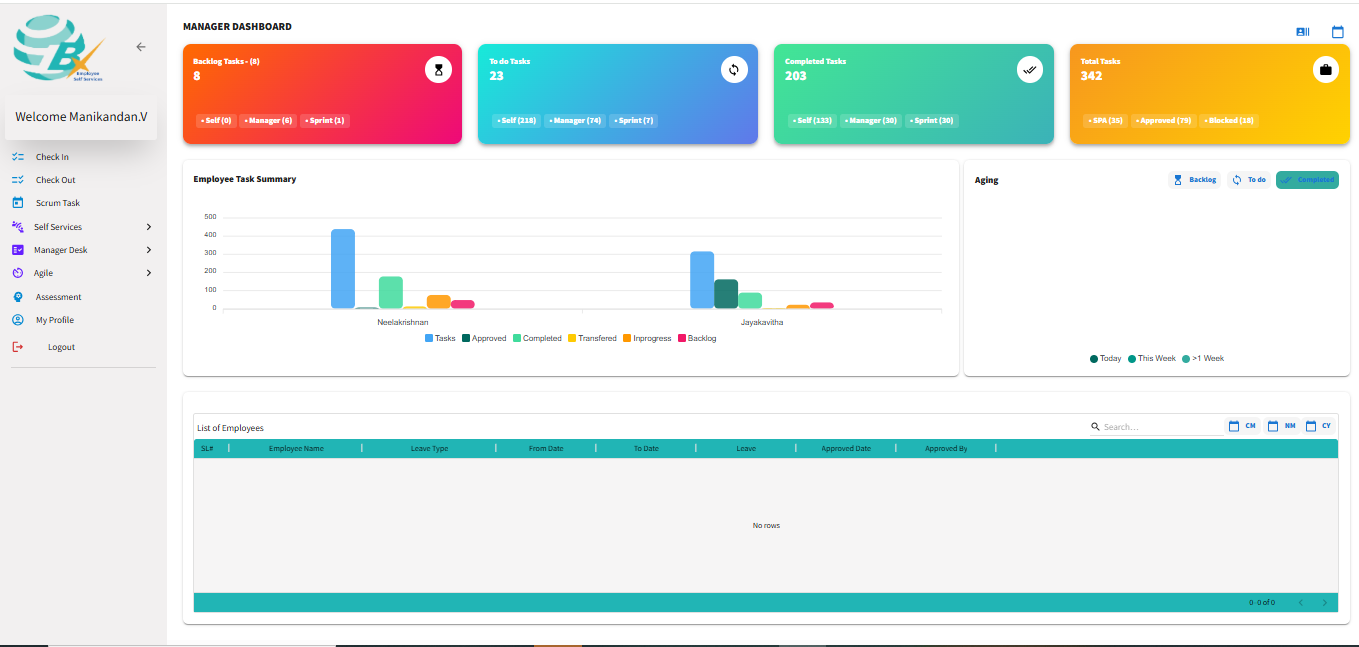 MANAGER DASHBOARD
Bx
Employee
Self Services
Welcome Manikandan.V
Check In
Check Out
Scrum Task
Self Services
Manager Desk
Agile
Assessment
My Profile
Logout
Backlog Tasks - (8)
8
• Self (0) • Manager (6) • Sprint (1)
To do Tasks
23
• Self (218) • Manager (74) • Sprint (7)
Completed Tasks
203
• Self (133) • Manager (30) • Sprint (30)
Total Tasks
342
• SPA (35) • Approved (79) • Blocked (18)
Employee Task Summary
500
400
300
200
100
0
Neelakrishnan Jayakavitha
Tasks Approved Completed Transfered Inprogress Backlog
Aging Backlog To do Completed
Today This Week >1 Week
List of Employees Search... CM NM CY
SL# Employee Name Leave Type From Date To Date Leave Approved Date Approved By
No rows
0–0 of 0